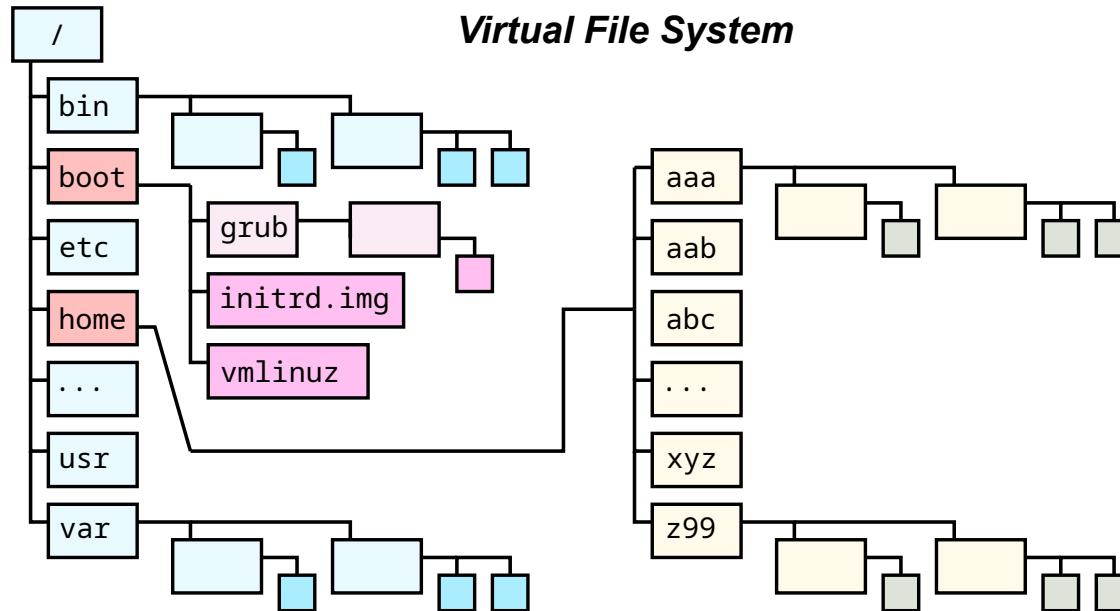 Virtual File System
/
bin
boot
etc
home
...
usr
var
grub
initrd.img
vmlinuz
aaa
aab
abc
...
xyz
z99